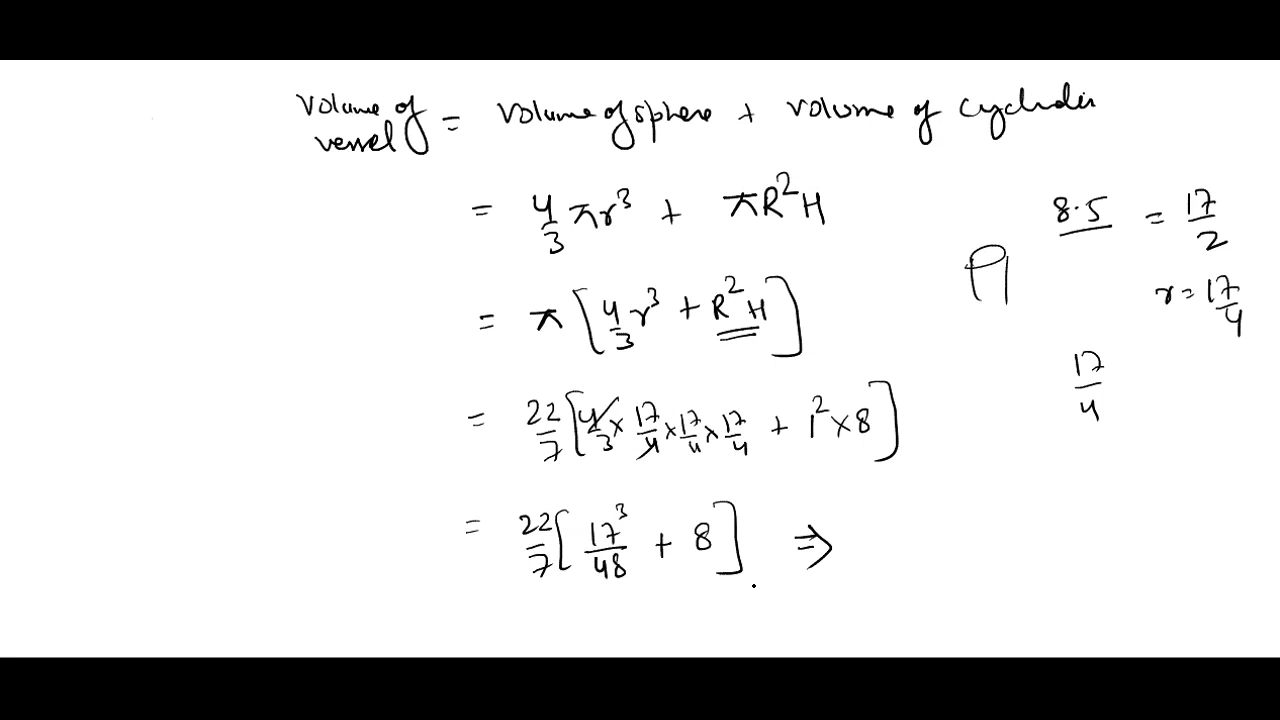 Volume of vessel = Volume of sphere + volume of cylinder
= 4/3 πr³ + πR²H
8.5 = 17/2
= π [4/3 r³ + R²H]
r = 17/4
17/4
= 22/7 [4/3 × 17/4 × 17/4 × 17/4 + 1² × 8]
= 22/7 [17³/48 + 8] ⇒